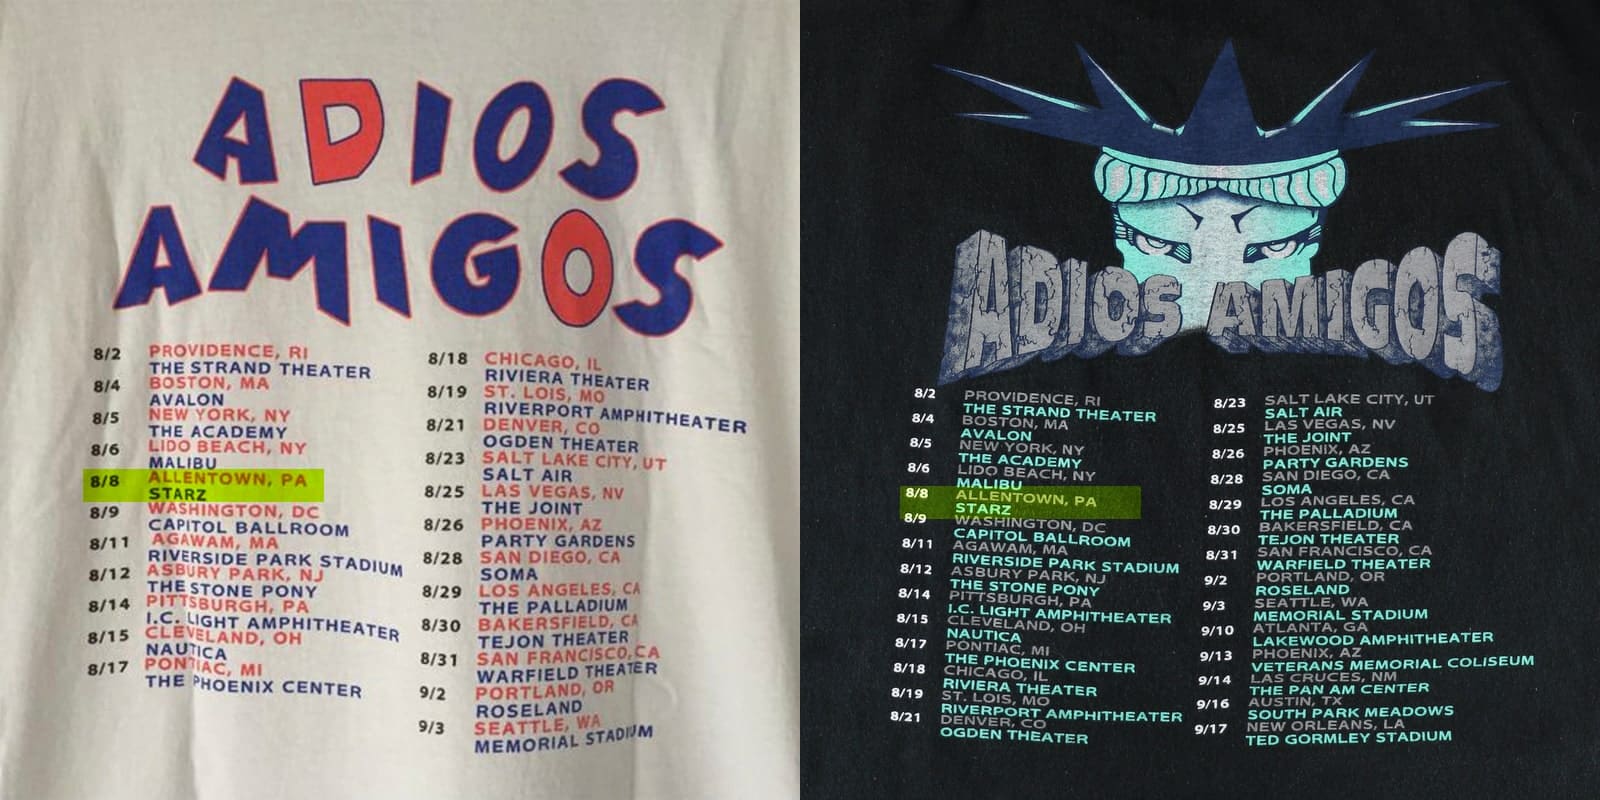 ADIOS
AMIGOS
8/2 PROVIDENCE, RI
THE STRAND THEATER
8/4 BOSTON, MA
AVALON
8/5 NEW YORK, NY
THE ACADEMY
8/6 LIDO BEACH, NY
MALIBU
8/8 ALLENTOWN, PA
STARZ
8/9 WASHINGTON, DC
CAPITOL BALLROOM
8/11 AGAWAM, MA
RIVERSIDE PARK STADIUM
8/12 ASBURY PARK, NJ
THE STONE PONY
8/14 PITTSBURGH, PA
I.C. LIGHT AMPHITHEATER
8/15 CLEVELAND, OH
NAUTICA
8/17 PONTIAC, MI
THE PHOENIX CENTER
8/18 CHICAGO, IL
RIVIERA THEATER
8/19 ST. LOIS, MO
RIVERPORT AMPHITHEATER
8/21 DENVER, CO
OGDEN THEATER
8/23 SALT LAKE CITY, UT
SALT AIR
8/25 LAS VEGAS, NV
THE JOINT
8/26 PHOENIX, AZ
PARTY GARDENS
8/28 SAN DIEGO, CA
SOMA
8/29 LOS ANGELES, CA
THE PALLADIUM
8/30 BAKERSFIELD, CA
TEJON THEATER
8/31 SAN FRANCISCO, CA
WARFIELD THEATER
9/2 PORTLAND, OR
ROSELAND
9/3 SEATTLE, WA
MEMORIAL STADIUM
ADIOS AMIGOS
8/2 PROVIDENCE, RI
THE STRAND THEATER
8/4 BOSTON, MA
AVALON
8/5 NEW YORK, NY
THE ACADEMY
8/6 LIDO BEACH, NY
MALIBU
8/8 ALLENTOWN, PA
STARZ
8/9 WASHINGTON, DC
CAPITOL BALLROOM
8/11 AGAWAM, MA
RIVERSIDE PARK STADIUM
8/12 ASBURY PARK, NJ
THE STONE PONY
8/14 PITTSBURGH, PA
I.C. LIGHT AMPHITHEATER
8/15 CLEVELAND, OH
NAUTICA
8/17 PONTIAC, MI
THE PHOENIX CENTER
8/18 CHICAGO, IL
RIVIERA THEATER
8/19 ST. LOIS, MO
RIVERPORT AMPHITHEATER
8/21 DENVER, CO
OGDEN THEATER
8/23 SALT LAKE CITY, UT
SALT AIR
8/25 LAS VEGAS, NV
THE JOINT
8/26 PHOENIX, AZ
PARTY GARDENS
8/28 SAN DIEGO, CA
SOMA
8/29 LOS ANGELES, CA
THE PALLADIUM
8/30 BAKERSFIELD, CA
TEJON THEATER
8/31 SAN FRANCISCO, CA
WARFIELD THEATER
9/2 PORTLAND, OR
ROSELAND
9/3 SEATTLE, WA
MEMORIAL STADIUM
9/10 ATLANTA, GA
LAKEWOOD AMPHITHEATER
9/13 PHOENIX, AZ
VETERANS MEMORIAL COLISEUM
9/14 LAS CRUCES, NM
THE PAN AM CENTER
9/16 AUSTIN, TX
SOUTH PARK MEADOWS
9/17 NEW ORLEANS, LA
TED GORMLEY STADIUM